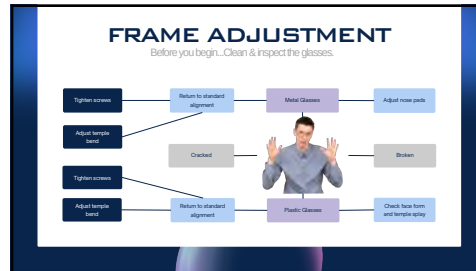 FRAME ADJUSTMENT
Before you begin...Clean & inspect the glasses.
Tighten screws
Return to standard
alignment
Metal Glasses
Adjust nose pads
Adjust temple
bend
Cracked
Broken
Tighten screws
Adjust temple
bend
Return to standard
alignment
Plastic Glasses
Check face form
and temple splay